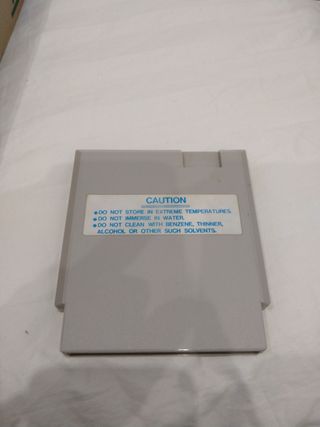 CAUTION
●DO NOT STORE IN EXTREME TEMPERATURES.
●DO NOT IMMERSE IN WATER.
●DO NOT CLEAN WITH BENZENE, THINNER,
ALCOHOL OR OTHER SUCH SOLVENTS.